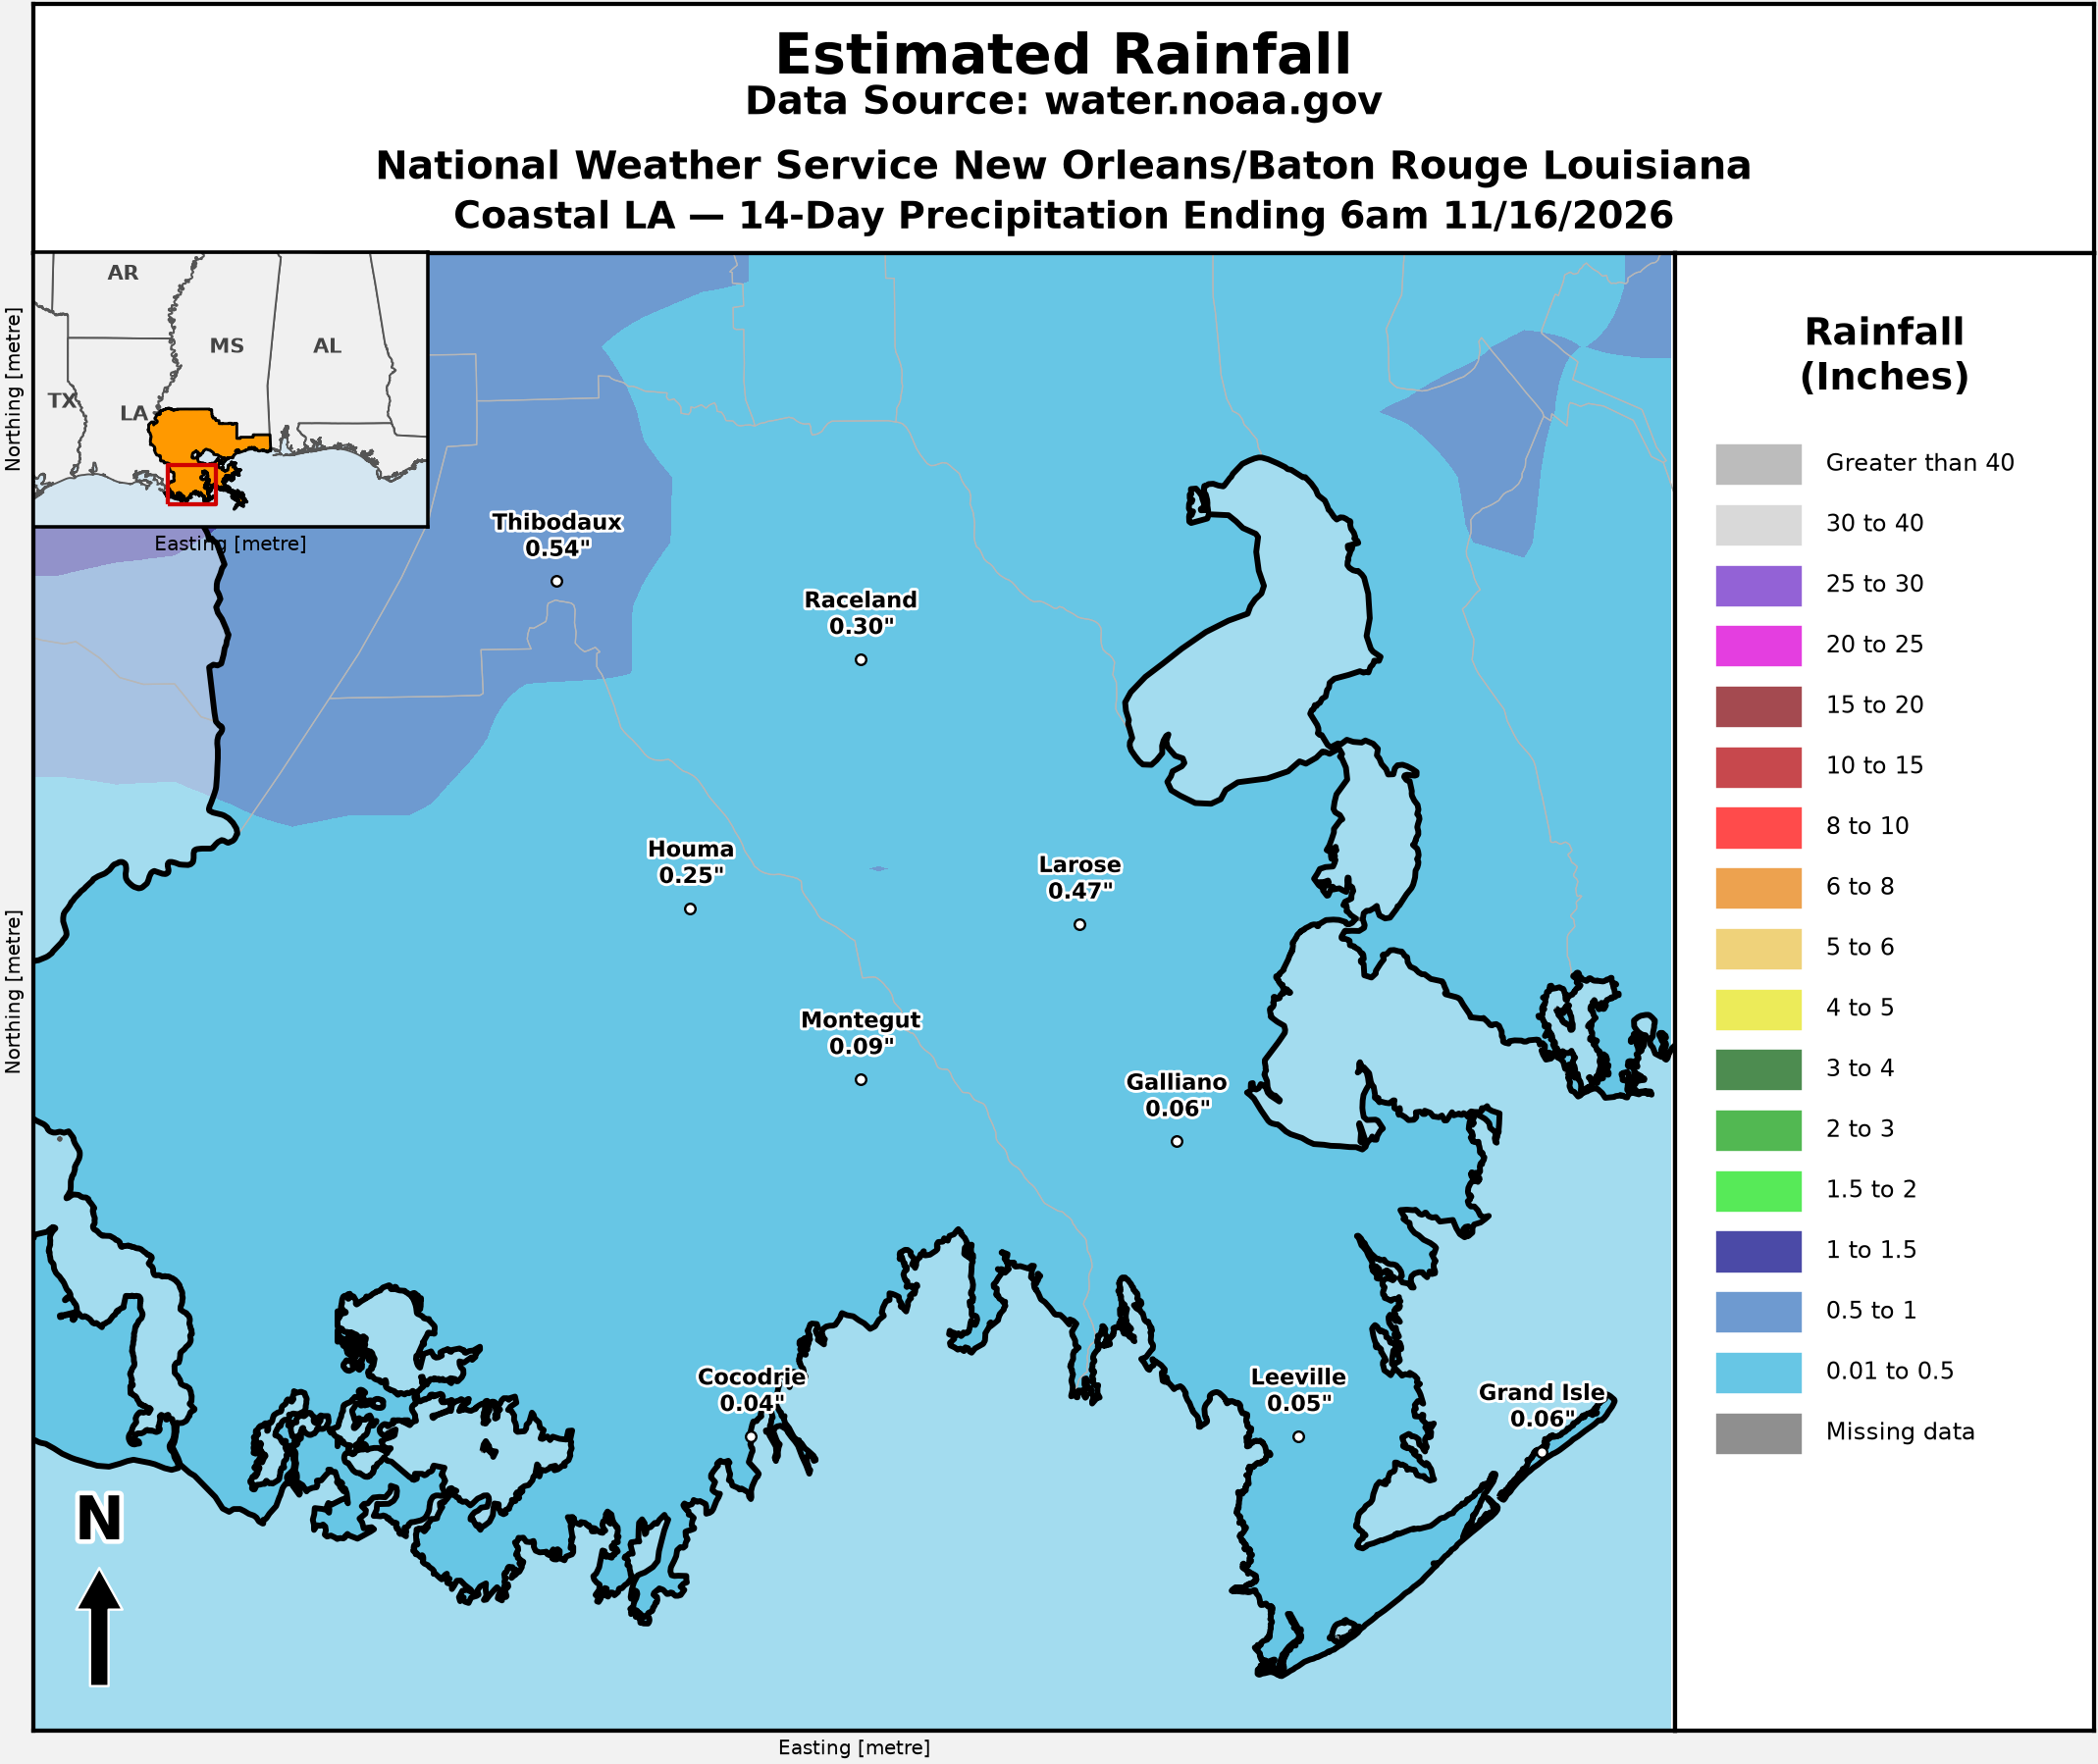 Estimated Rainfall
Data Source: water.noaa.gov
National Weather Service New Orleans/Baton Rouge Louisiana
Coastal LA — 14-Day Precipitation Ending 6am 11/16/2026
AR
MS
AL
TX
LA
Northing [metre]
Easting [metre]
Rainfall
(Inches)
Greater than 40
30 to 40
25 to 30
20 to 25
15 to 20
10 to 15
8 to 10
6 to 8
5 to 6
4 to 5
3 to 4
2 to 3
1.5 to 2
1 to 1.5
0.5 to 1
0.01 to 0.5
Missing data
Thibodaux
0.54"
Raceland
0.30"
Houma
0.25"
Larose
0.47"
Montegut
0.09"
Galliano
0.06"
Cocodrie
0.04"
Leeville
0.05"
Grand Isle
0.06"
N
Northing [metre]
Easting [metre]